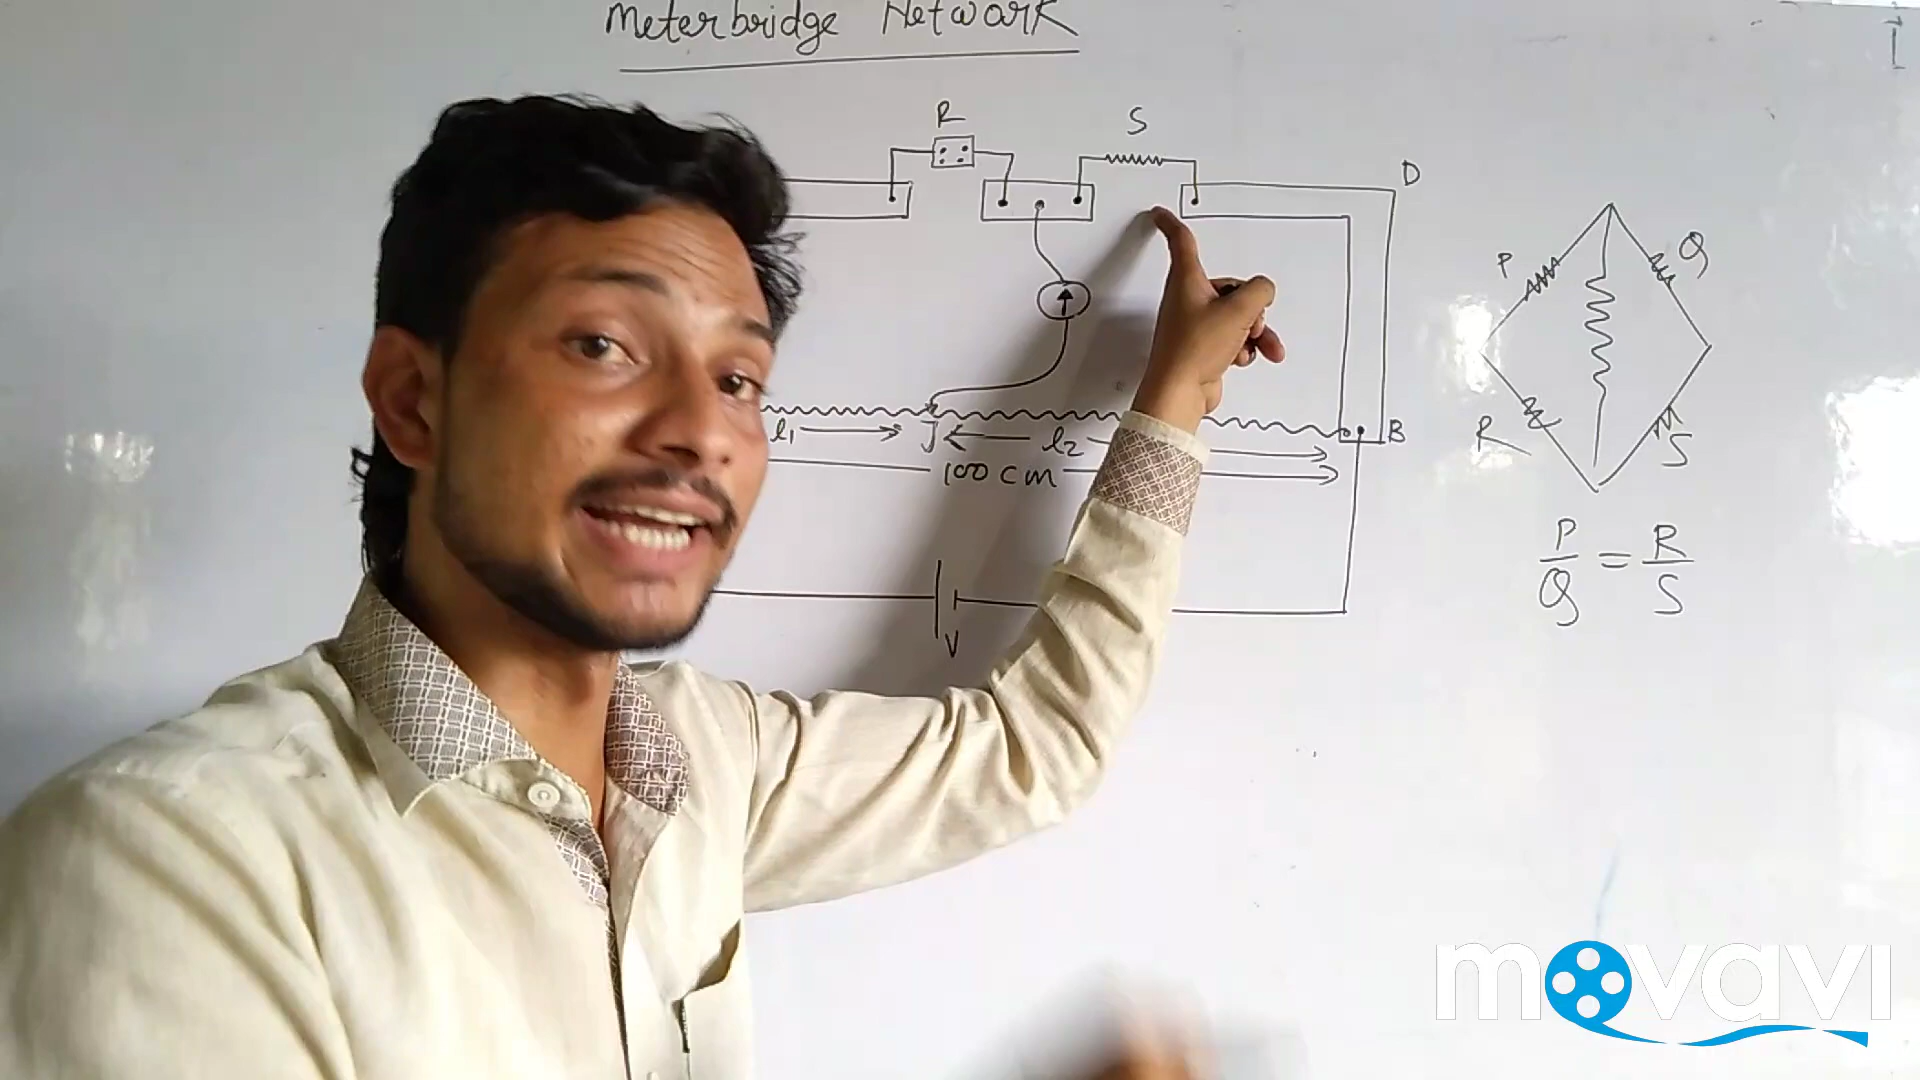 Meterbridge Network
R
S
D
P
Q
l1
J
l2
B
100 cm
R
S
V
P/Q = R/S
movavi